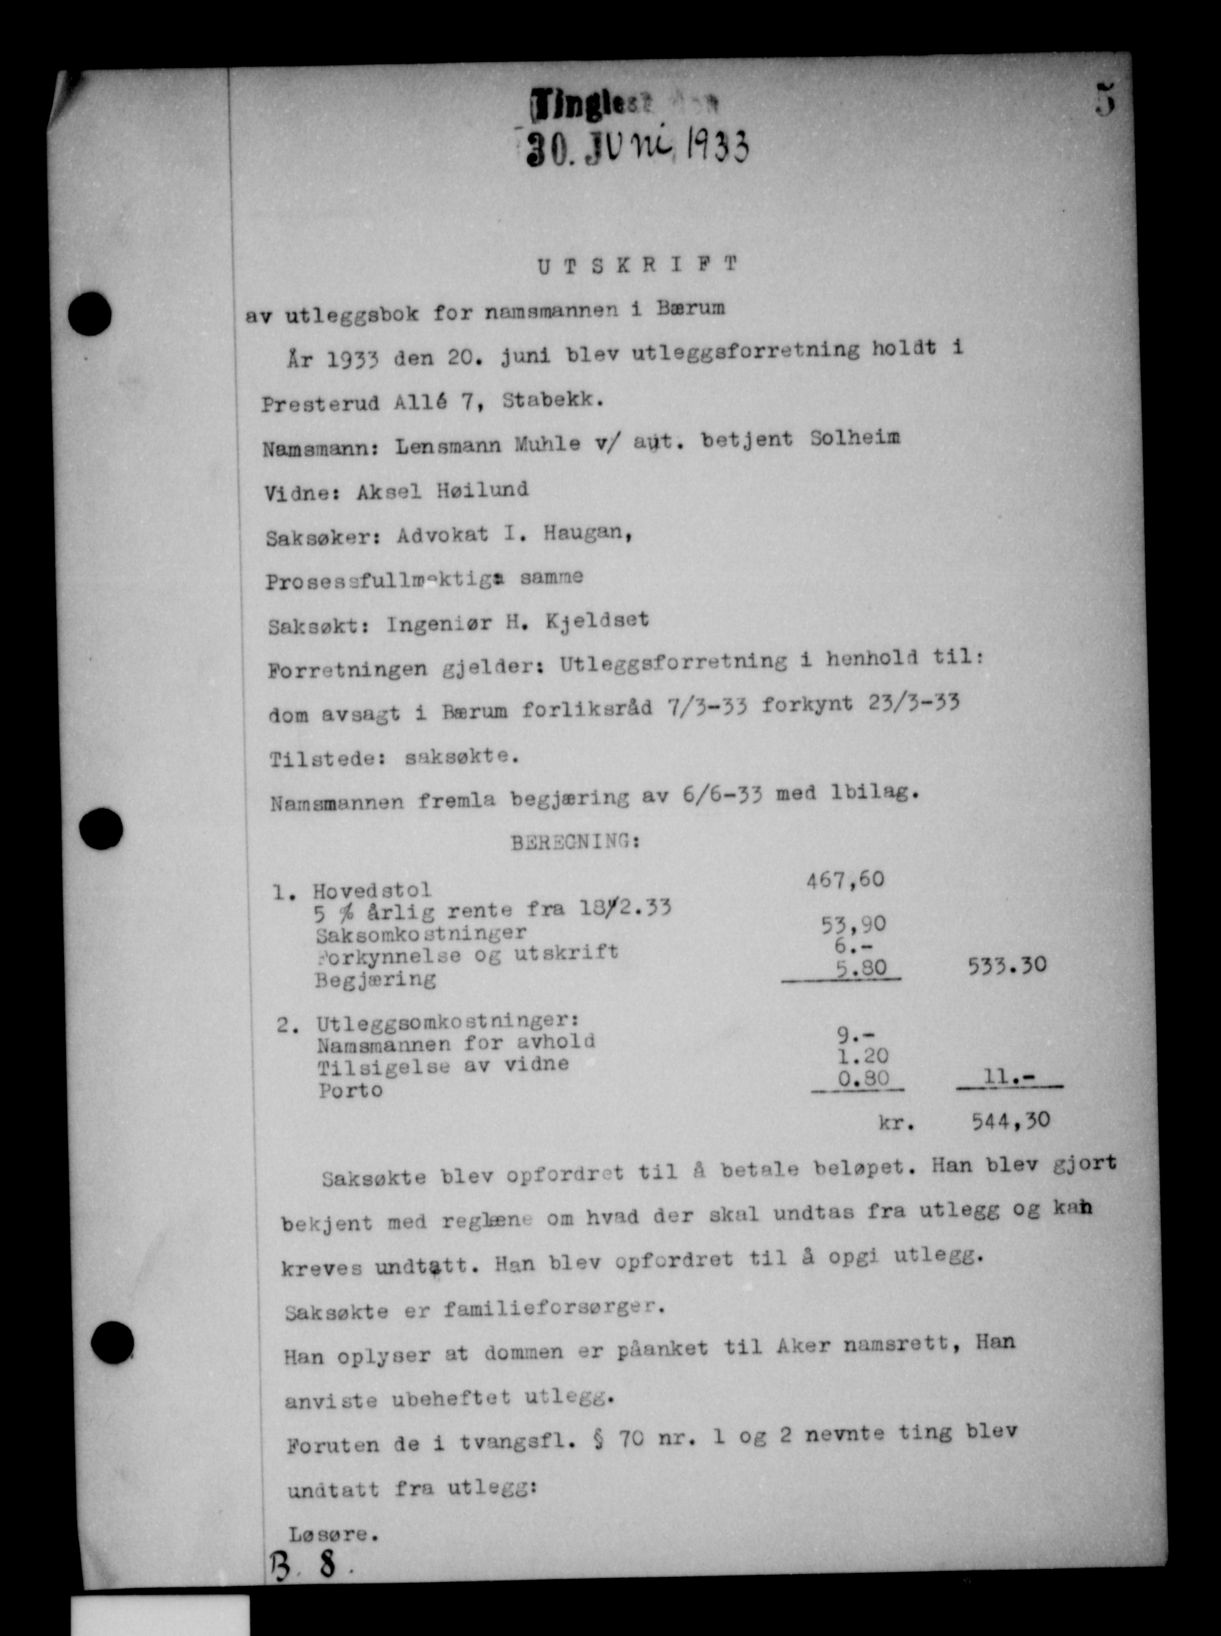 5
Tinglest den
30. JUNI 1933
UTSKRIFT
av utleggsbok for namsmannen i Bærum
År 1933 den 20. juni blev utleggsforretning holdt i
Presterud Allé 7, Stabekk.
Namsmann: Lensmann Muhle v/ aut. betjent Solheim
Vidne: Aksel Høilund
Saksøker: Advokat I. Haugan,
Prosessfullmektig: samme
Saksøkt: Ingeniør H. Kjeldset
Forretningen gjelder: Utleggsforretning i henhold til:
dom avsagt i Bærum forliksråd 7/3-33 forkynt 23/3-33
Tilstede: saksøkte.
Namsmannen fremla begjæring av 6/6-33 med 1bilag.
BEREGNING:
1. Hovedstol 467,60
5 % årlig rente fra 18/2.33
Saksomkostninger 53,90
Forkynnelse og utskrift 6.-
Begjæring 5.80 533.30
2. Utleggsomkostninger:
Namsmannen for avhold 9.-
Tilsigelse av vidne 1.20
Porto 0.80 11.-
kr. 544,30
Saksøkte blev opfordret til å betale beløpet. Han blev gjort
bekjent med reglene om hvad der skal undtas fra utlegg og kan
kreves undtatt. Han blev opfordret til å opgi utlegg.
Saksøkte er familieforsørger.
Han oplyser at dommen er påanket til Aker namsrett, Han
anviste ubeheftet utlegg.
Foruten de i tvangsfl. § 70 nr. 1 og 2 nevnte ting blev
undtatt fra utlegg:
Løsøre.
B. 8.